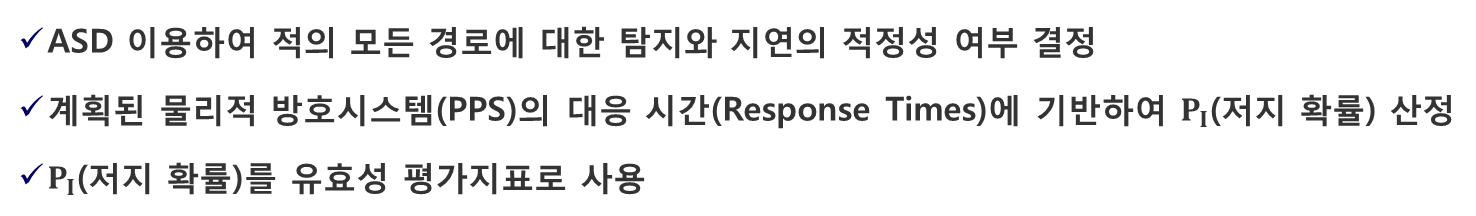 ✓ASD 이용하여 적의 모든 경로에 대한 탐지와 지연의 적정성 여부 결정
✓계획된 물리적 방호시스템(PPS)의 대응 시간(Response Times)에 기반하여 P_I(저지 확률) 산정
✓P_I(저지 확률)를 유효성 평가지표로 사용